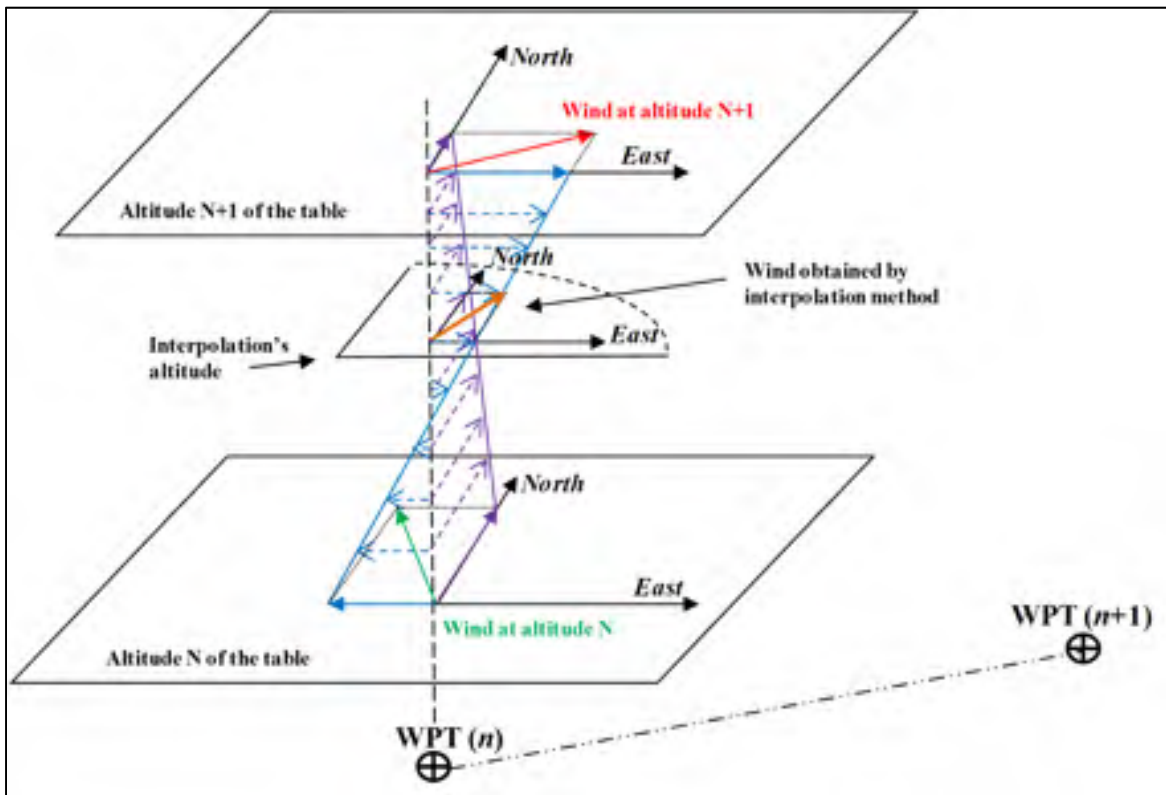 North
Wind at altitude N+1
East
Altitude N+1 of the table
North
Wind obtained by
interpolation method
East
Interpolation's
altitude
North
East
Wind at altitude N
WPT (n+1)
Altitude N of the table
WPT (n)